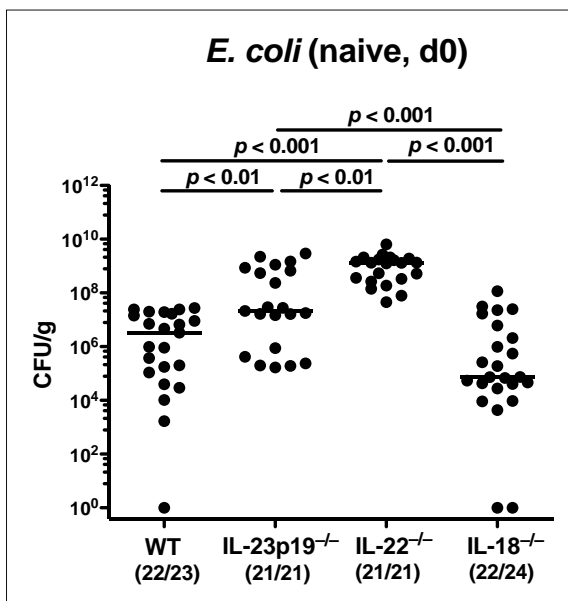 E. coli (naive, d0)
p < 0.001
p < 0.001 p < 0.001
p < 0.01 p < 0.01
CFU/g
10¹²
10¹⁰
10⁸
10⁶
10⁴
10²
10⁰
WT IL-23p19⁻/⁻ IL-22⁻/⁻ IL-18⁻/⁻
(22/23) (21/21) (21/21) (22/24)